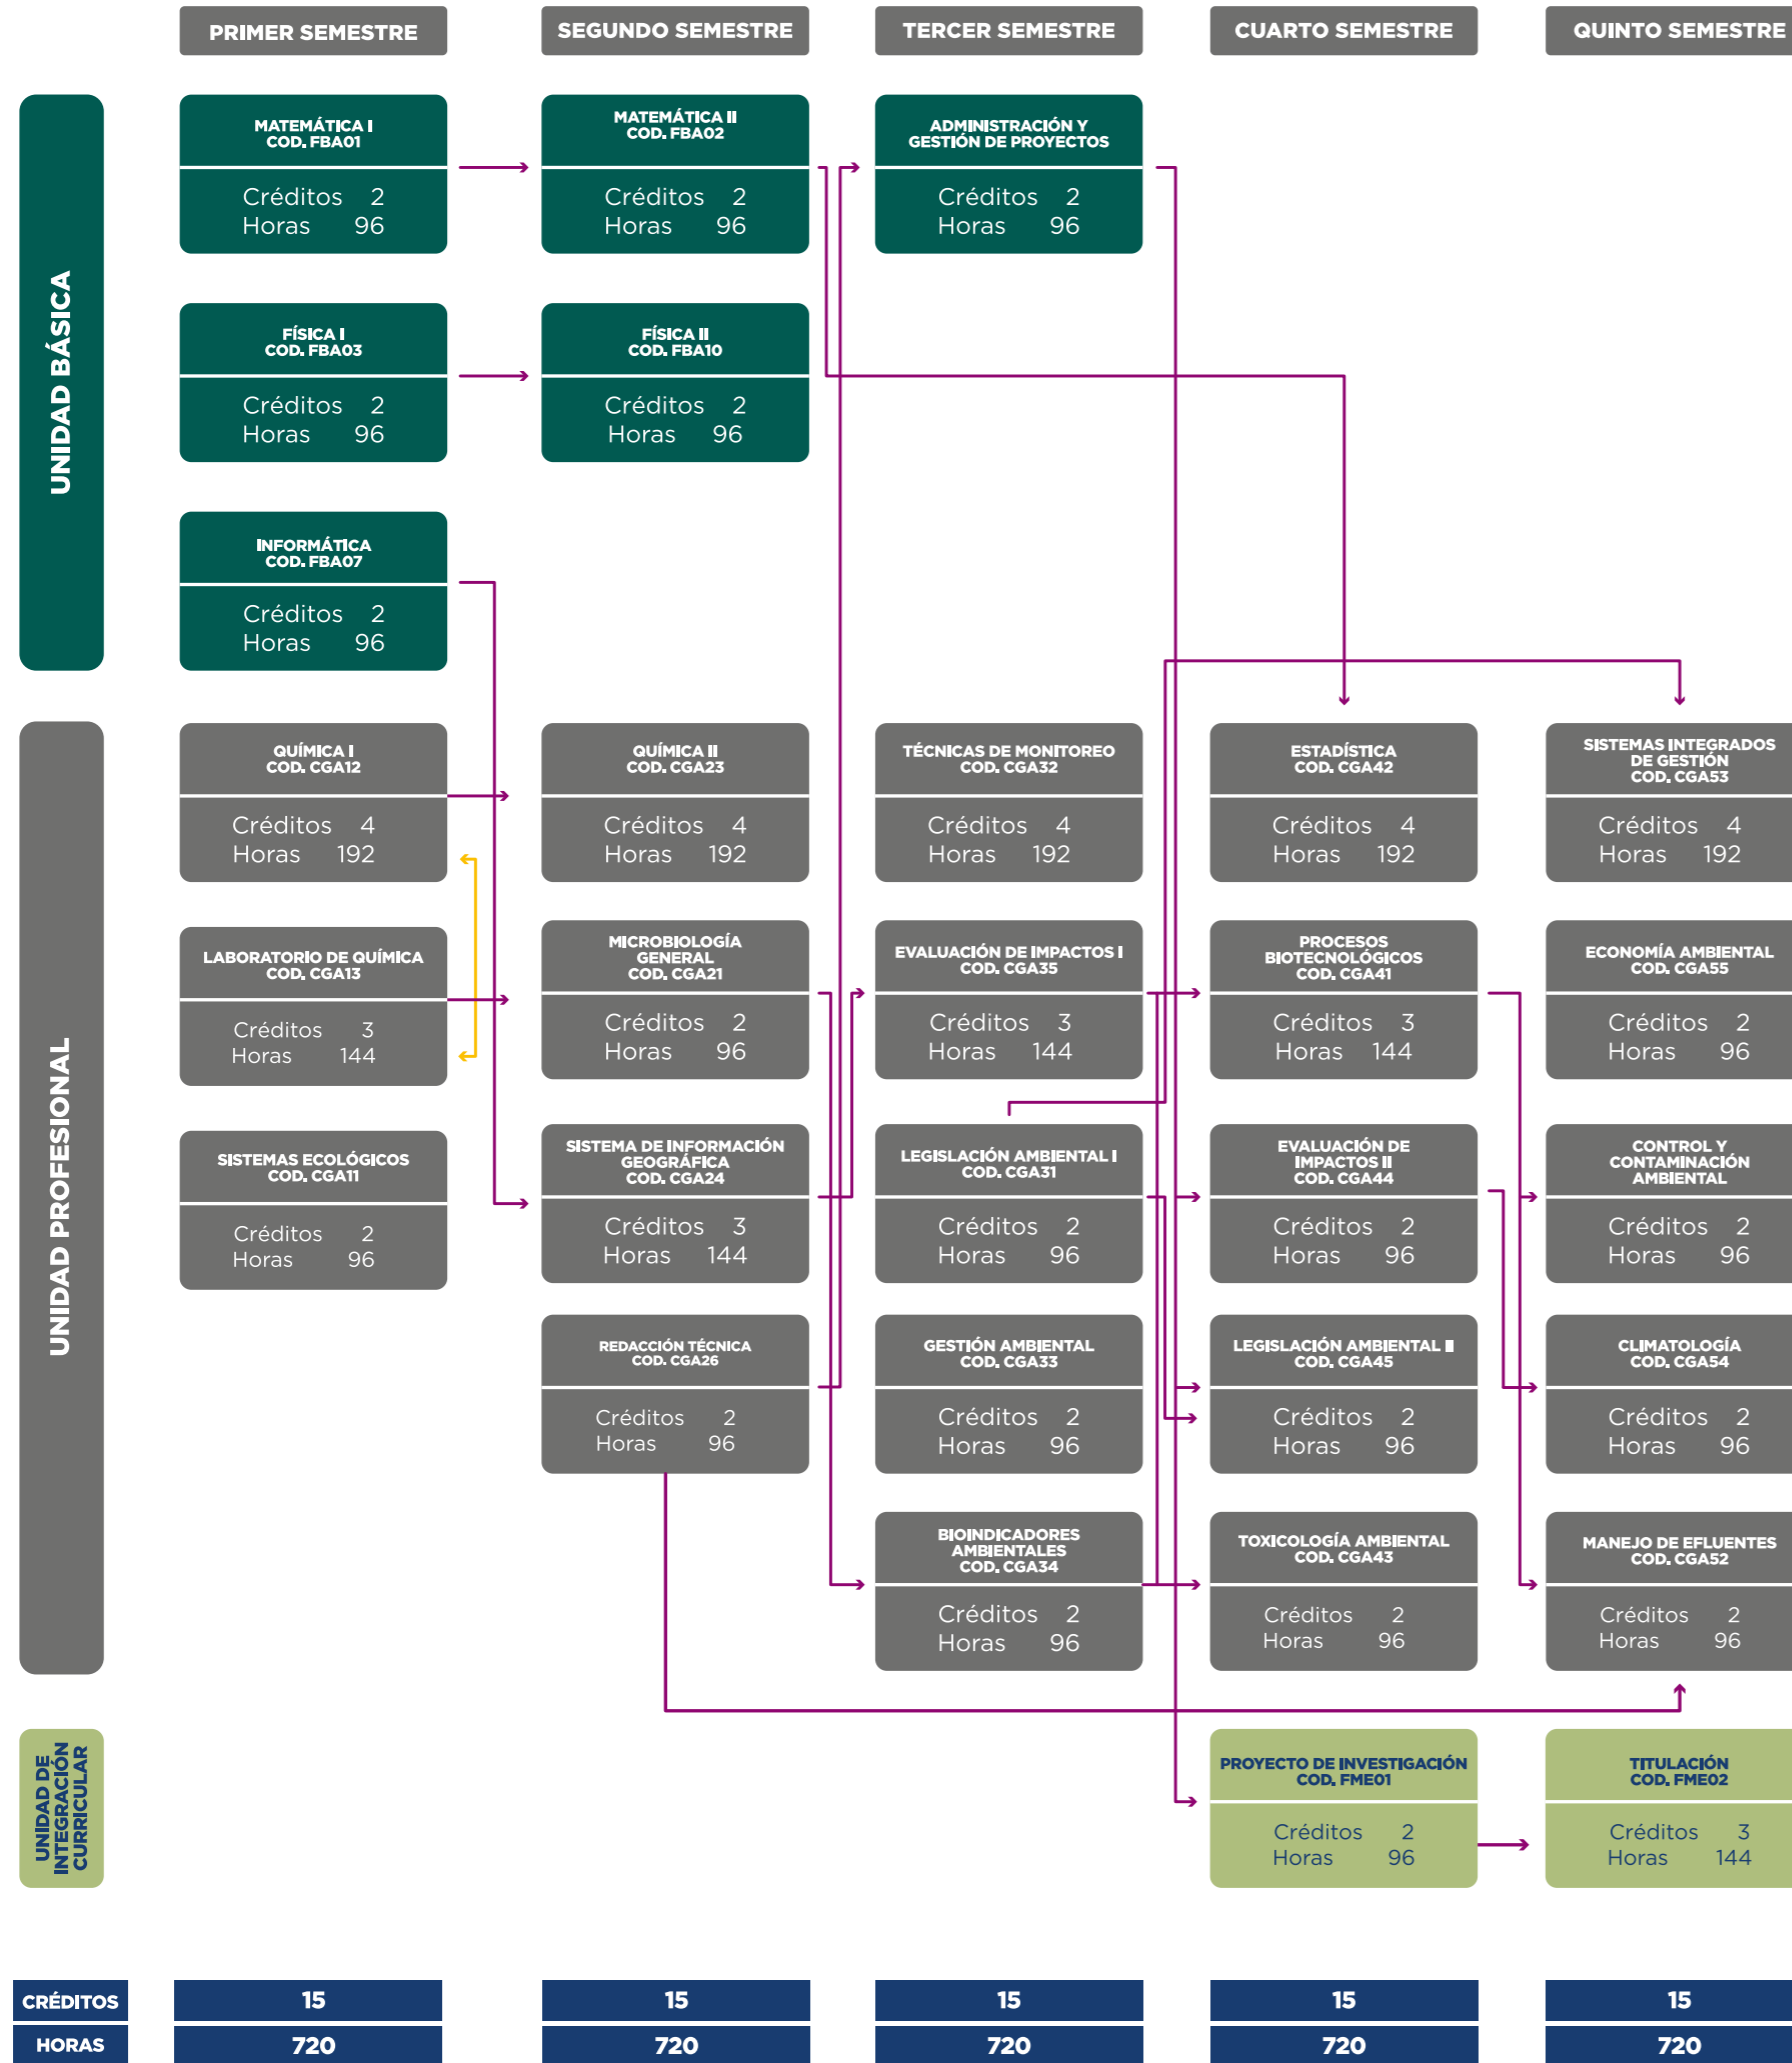 PRIMER SEMESTRE
SEGUNDO SEMESTRE
TERCER SEMESTRE
CUARTO SEMESTRE
QUINTO SEMESTRE
UNIDAD BÁSICA
MATEMÁTICA I
COD. FBA01
Créditos 2
Horas 96
MATEMÁTICA II
COD. FBA02
Créditos 2
Horas 96
ADMINISTRACIÓN Y
GESTIÓN DE PROYECTOS
Créditos 2
Horas 96
FÍSICA I
COD. FBA03
Créditos 2
Horas 96
FÍSICA II
COD. FBA10
Créditos 2
Horas 96
INFORMÁTICA
COD. FBA07
Créditos 2
Horas 96
UNIDAD PROFESIONAL
QUÍMICA I
COD. CGA12
Créditos 4
Horas 192
QUÍMICA II
COD. CGA23
Créditos 4
Horas 192
TÉCNICAS DE MONITOREO
COD. CGA32
Créditos 4
Horas 192
ESTADÍSTICA
COD. CGA42
Créditos 4
Horas 192
SISTEMAS INTEGRADOS
DE GESTIÓN
COD. CGA53
Créditos 4
Horas 192
LABORATORIO DE QUÍMICA
COD. CGA13
Créditos 3
Horas 144
MICROBIOLOGÍA
GENERAL
COD. CGA21
Créditos 2
Horas 96
EVALUACIÓN DE IMPACTOS I
COD. CGA35
Créditos 3
Horas 144
PROCESOS
BIOTECNOLÓGICOS
COD. CGA41
Créditos 3
Horas 144
ECONOMÍA AMBIENTAL
COD. CGA55
Créditos 2
Horas 96
SISTEMAS ECOLÓGICOS
COD. CGA11
Créditos 2
Horas 96
SISTEMA DE INFORMACIÓN
GEOGRÁFICA
COD. CGA24
Créditos 3
Horas 144
LEGISLACIÓN AMBIENTAL I
COD. CGA31
Créditos 2
Horas 96
EVALUACIÓN DE
IMPACTOS II
COD. CGA44
Créditos 2
Horas 96
CONTROL Y
CONTAMINACIÓN
AMBIENTAL
Créditos 2
Horas 96
REDACCIÓN TÉCNICA
COD. CGA26
Créditos 2
Horas 96
GESTIÓN AMBIENTAL
COD. CGA33
Créditos 2
Horas 96
LEGISLACIÓN AMBIENTAL II
COD. CGA45
Créditos 2
Horas 96
CLIMATOLOGÍA
COD. CGA54
Créditos 2
Horas 96
BIOINDICADORES
AMBIENTALES
COD. CGA34
Créditos 2
Horas 96
TOXICOLOGÍA AMBIENTAL
COD. CGA43
Créditos 2
Horas 96
MANEJO DE EFLUENTES
COD. CGA52
Créditos 2
Horas 96
UNIDAD DE
INTEGRACIÓN
CURRICULAR
PROYECTO DE INVESTIGACIÓN
COD. FME01
Créditos 2
Horas 96
TITULACIÓN
COD. FME02
Créditos 3
Horas 144
CRÉDITOS 15 15 15 15 15
HORAS 720 720 720 720 720